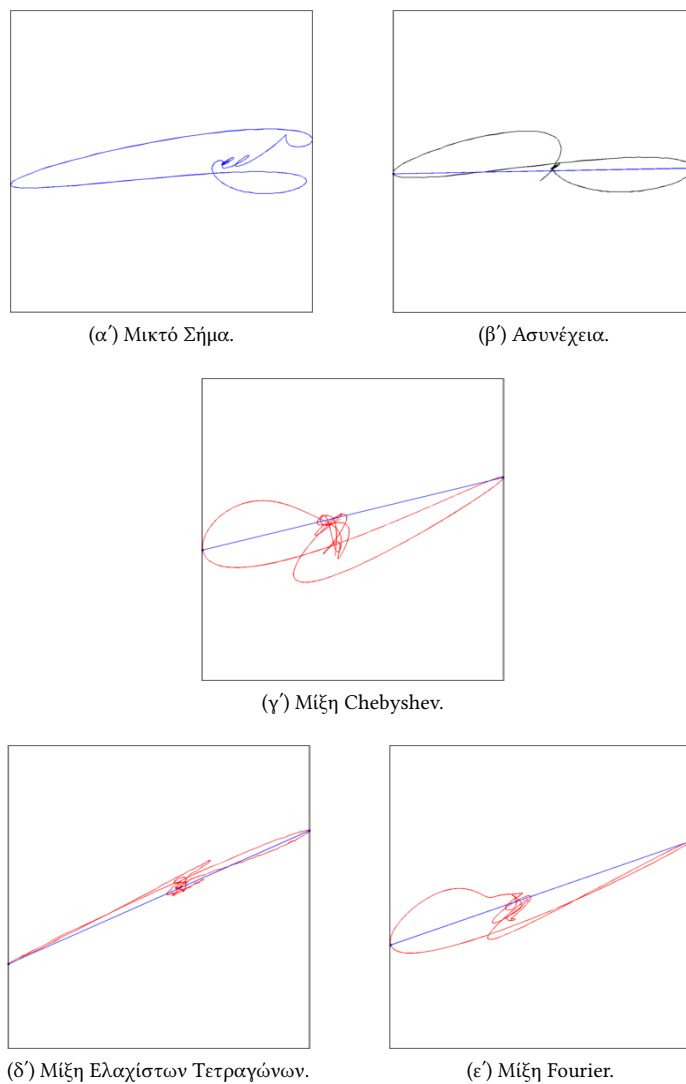 (α′) Μικτό Σήμα.
(β′) Ασυνέχεια.
(γ′) Μίξη Chebyshev.
(δ′) Μίξη Ελαχίστων Τετραγώνων.
(ε′) Μίξη Fourier.